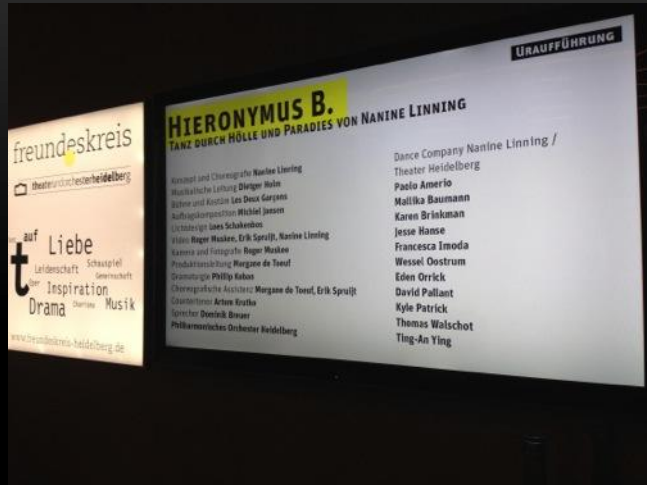 freundeskreis
theaterundorchesterheidelberg
auf
Liebe
t
Leidenschaft Schauspiel
Oper Gemeinschaft
Inspiration
Drama Charisma Musik
www.freundeskreis-heidelberg.de
URAUFFÜHRUNG
HIERONYMUS B.
TANZ DURCH HÖLLE UND PARADIES VON NANINE LINNING
Konzept und Choreografie Nanine Linning
Musikalische Leitung Dietger Holm
Bühne und Kostüm Les Deux Garçons
Auftragskomposition Michiel Jansen
Lichtdesign Loes Schakenbos
Video Roger Muskee, Erik Spruijt, Nanine Linning
Kamera und Fotografie Roger Muskee
Produktionsleitung Morgane de Toeuf
Dramaturgie Phillip Koban
Choreografische Assistenz Morgane de Toeuf, Erik Spruijt
Countertenor Artem Krutko
Sprecher Dominik Breuer
Philharmonisches Orchester Heidelberg
Dance Company Nanine Linning /
Theater Heidelberg
Paolo Amerio
Mallika Baumann
Karen Brinkman
Jesse Hanse
Francesca Imoda
Wessel Oostrum
Eden Orrick
David Pallant
Kyle Patrick
Thomas Walschot
Ting-An Ying